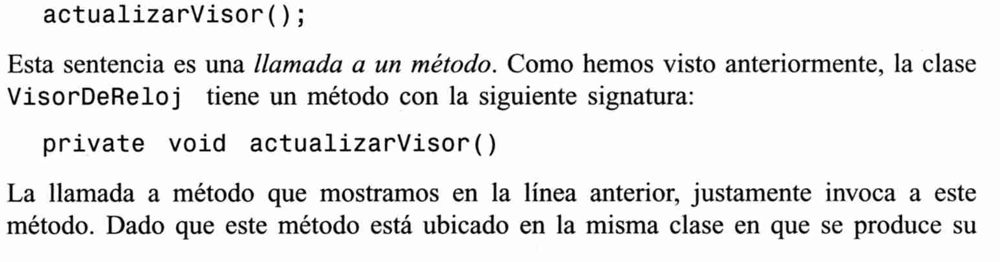 actualizarVisor();
Esta sentencia es una llamada a un método. Como hemos visto anteriormente, la clase
VisorDeReloj tiene un método con la siguiente signatura:
private void actualizarVisor()
La llamada a método que mostramos en la línea anterior, justamente invoca a este
método. Dado que este método está ubicado en la misma clase en que se produce su